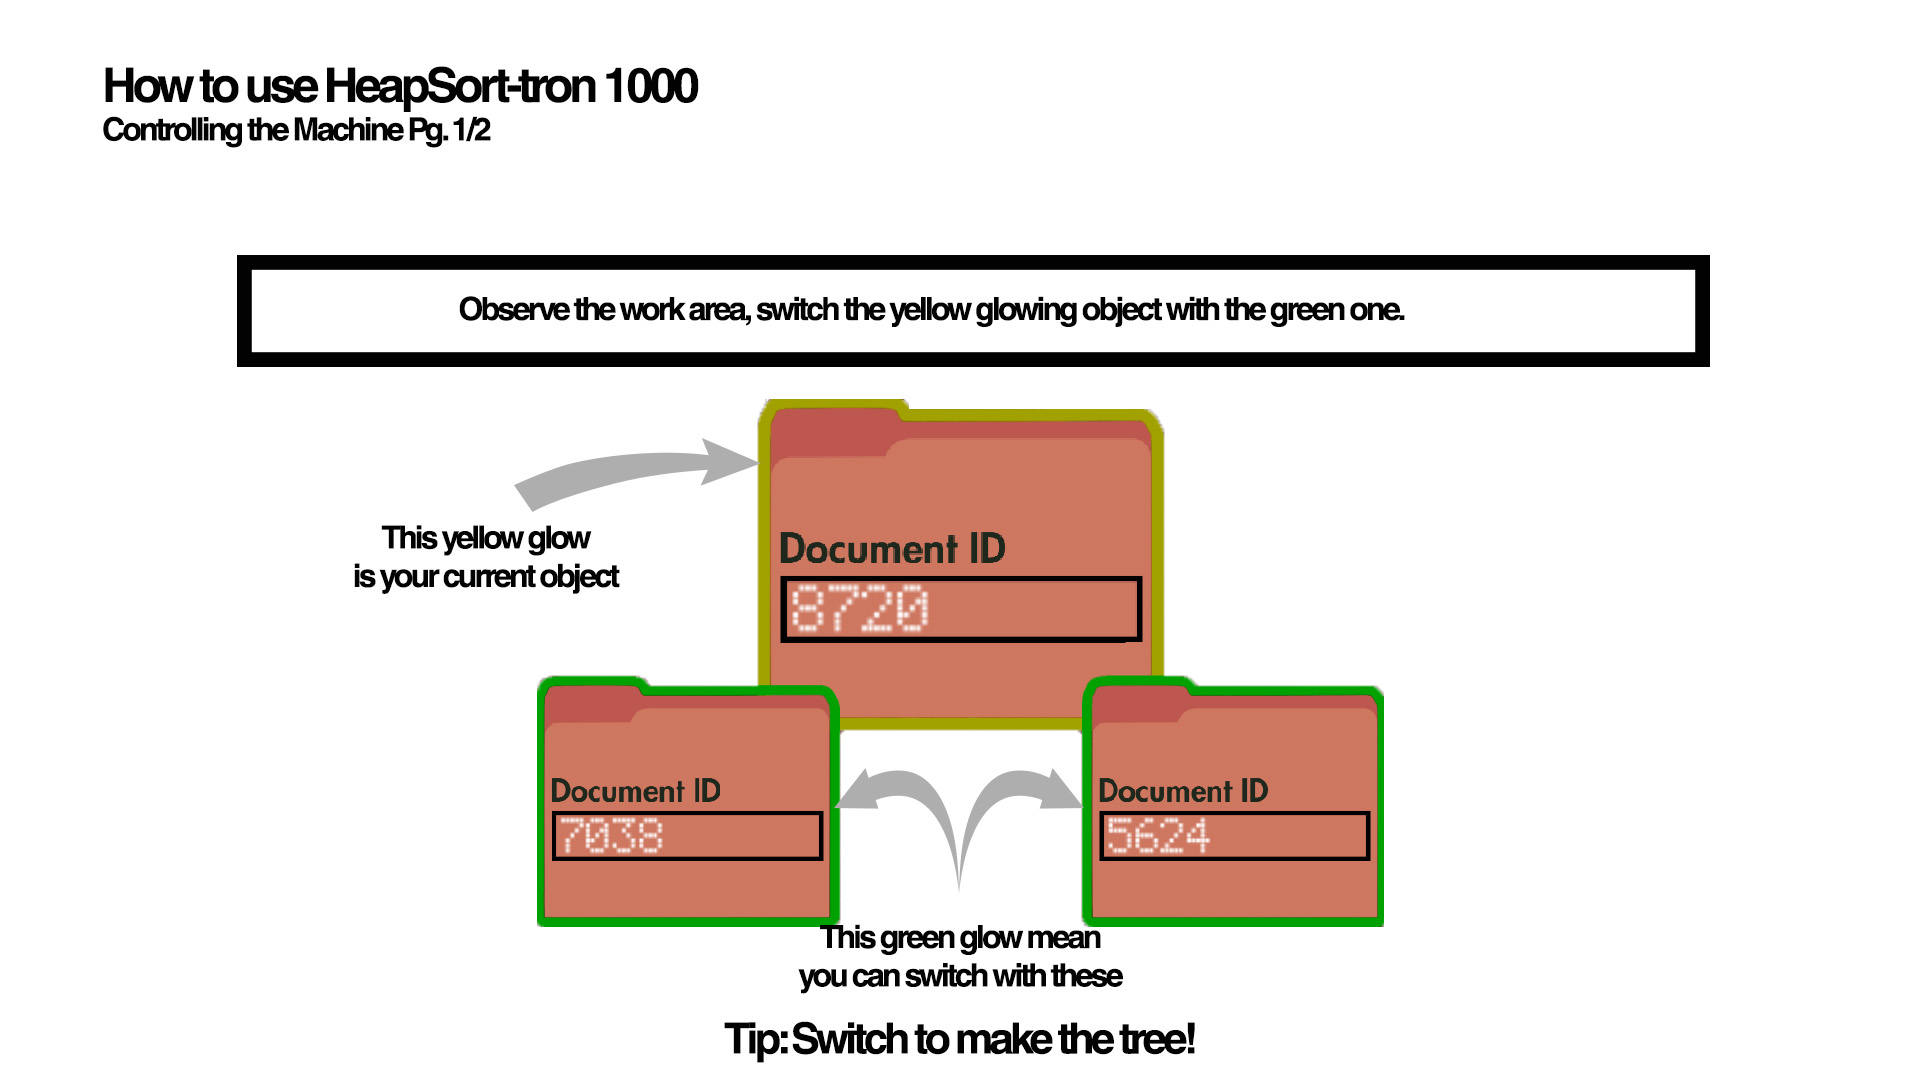 How to use HeapSort-tron 1000
Controlling the Machine Pg. 1/2
Observe the work area, switch the yellow glowing object with the green one.
This yellow glow
is your current object
Document ID
8720
Document ID
7038
Document ID
5624
This green glow mean
you can switch with these
Tip: Switch to make the tree!